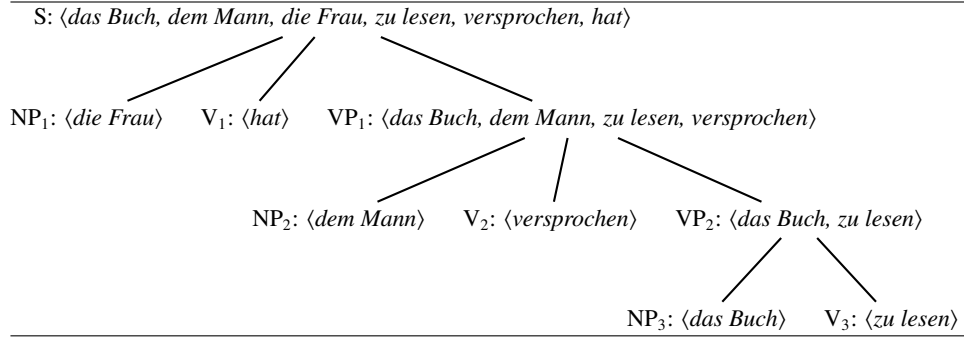 S: ⟨das Buch, dem Mann, die Frau, zu lesen, versprochen, hat⟩
NP₁: ⟨die Frau⟩ V₁: ⟨hat⟩ VP₁: ⟨das Buch, dem Mann, zu lesen, versprochen⟩
NP₂: ⟨dem Mann⟩ V₂: ⟨versprochen⟩ VP₂: ⟨das Buch, zu lesen⟩
NP₃: ⟨das Buch⟩ V₃: ⟨zu lesen⟩